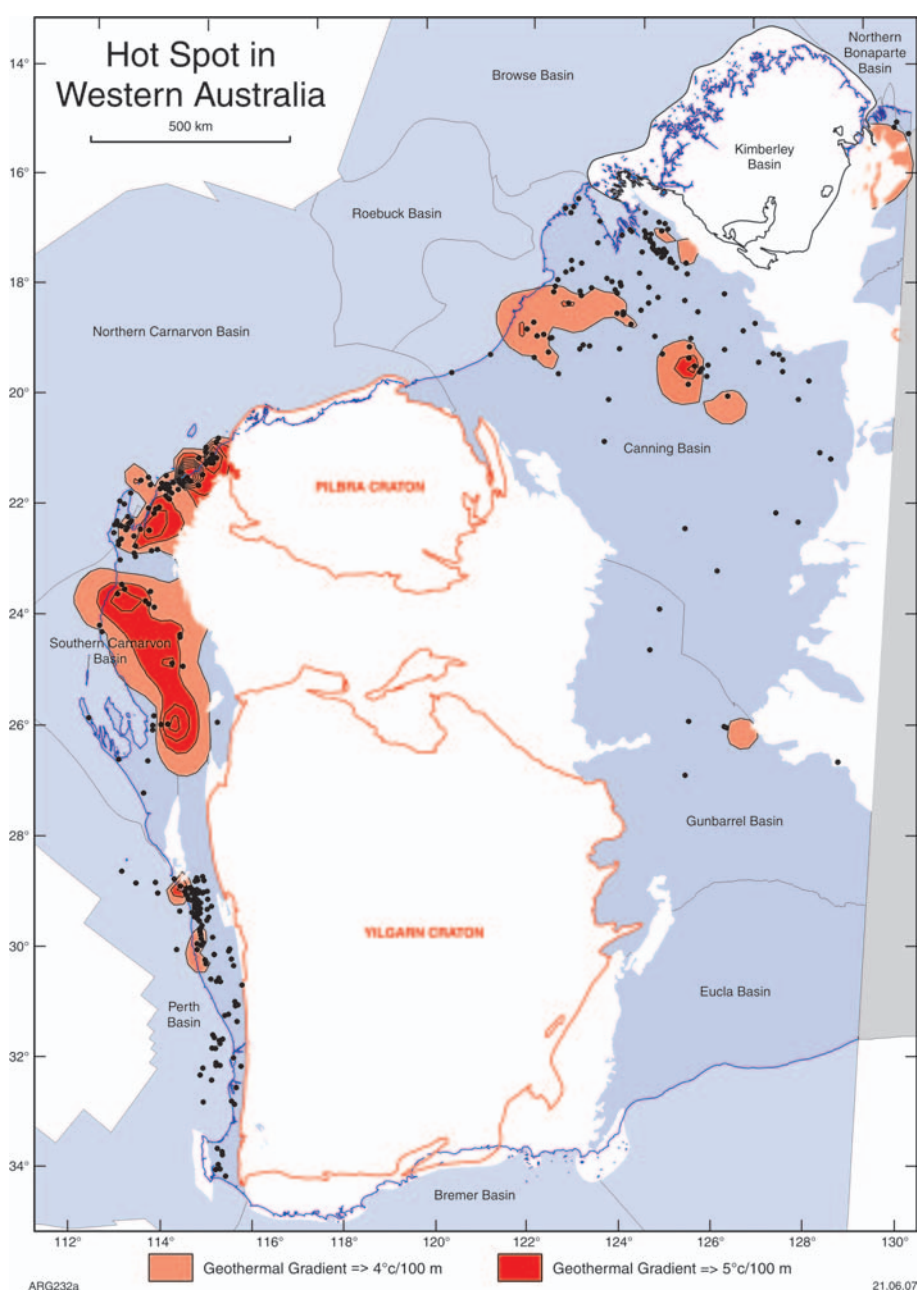 Hot Spot in
Western Australia
500 km
14°
16°
18°
20°
22°
24°
26°
28°
30°
32°
34°
Browse Basin
Northern
Bonaparte
Basin
Kimberley
Basin
Roebuck Basin
Northern Carnarvon Basin
Canning Basin
PILBRA CRATON
Southern Carnarvon
Basin
Gunbarrel Basin
YILGARN CRATON
Eucla Basin
Perth
Basin
Bremer Basin
112°
114°
116°
118°
120°
122°
124°
126°
128°
130°
Geothermal Gradient => 4°c/100 m
Geothermal Gradient => 5°c/100 m
ARG232a
21.06.07